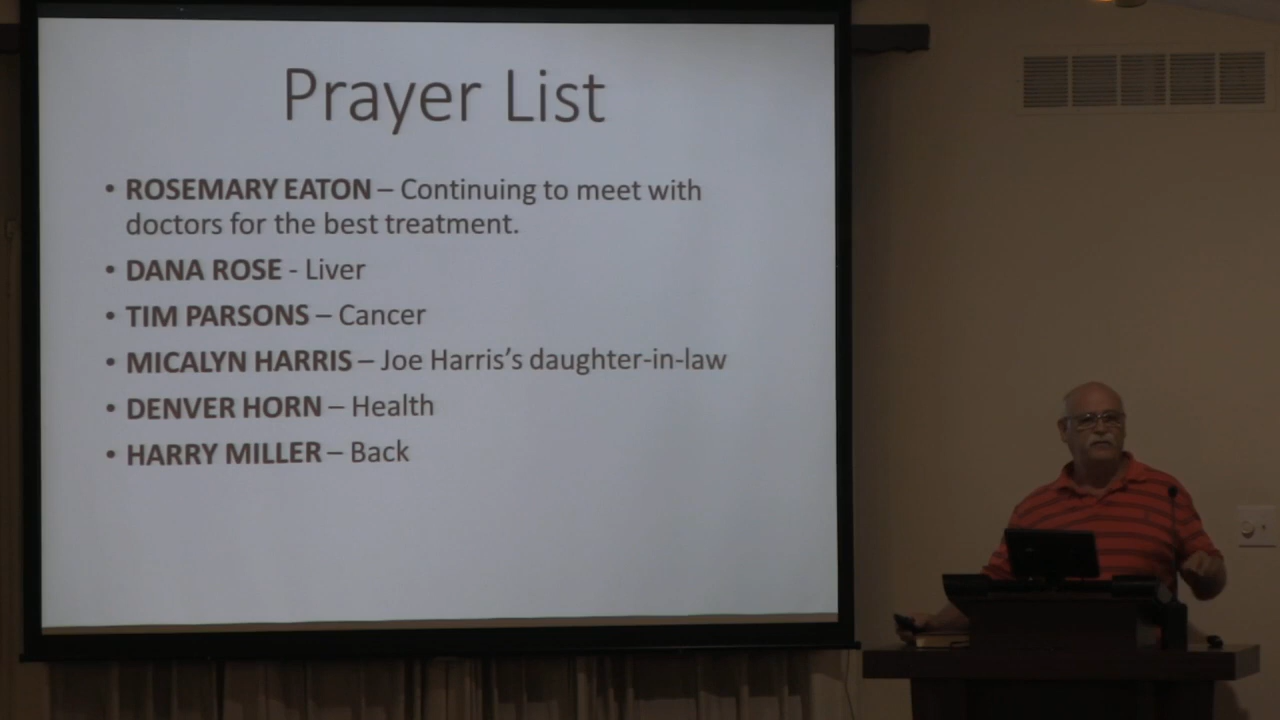 Prayer List
• ROSEMARY EATON – Continuing to meet with
doctors for the best treatment.
• DANA ROSE - Liver
• TIM PARSONS – Cancer
• MICALYN HARRIS – Joe Harris’s daughter-in-law
• DENVER HORN – Health
• HARRY MILLER – Back